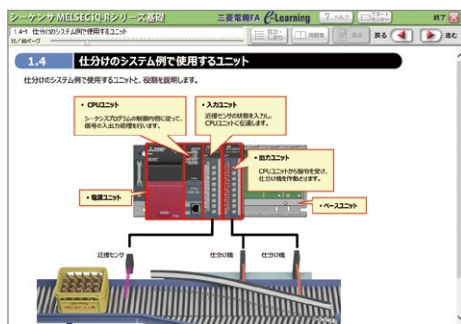 シーケンサ MELSEC iQ-Rシリーズ基礎
三菱電機FA e-Learning
ヘルプ
終了
1.4-1 仕分けのシステム例で使用するユニット
目次・しおり
用語集
戻る
進む
1.4 仕分けのシステム例で使用するユニット
仕分けのシステム例で使用するユニットと、役割を説明します。
・CPUユニット
シーケンスプログラムの制御内容に従って、
信号の入出力処理を行います。
・入力ユニット
近接センサの状態を入力し、
CPUユニットに伝達します。
・出力ユニット
CPUユニットから指令を受け、
仕分け機を作動させます。
・電源ユニット
・ベースユニット
近接センサ
仕分け機
仕分け機